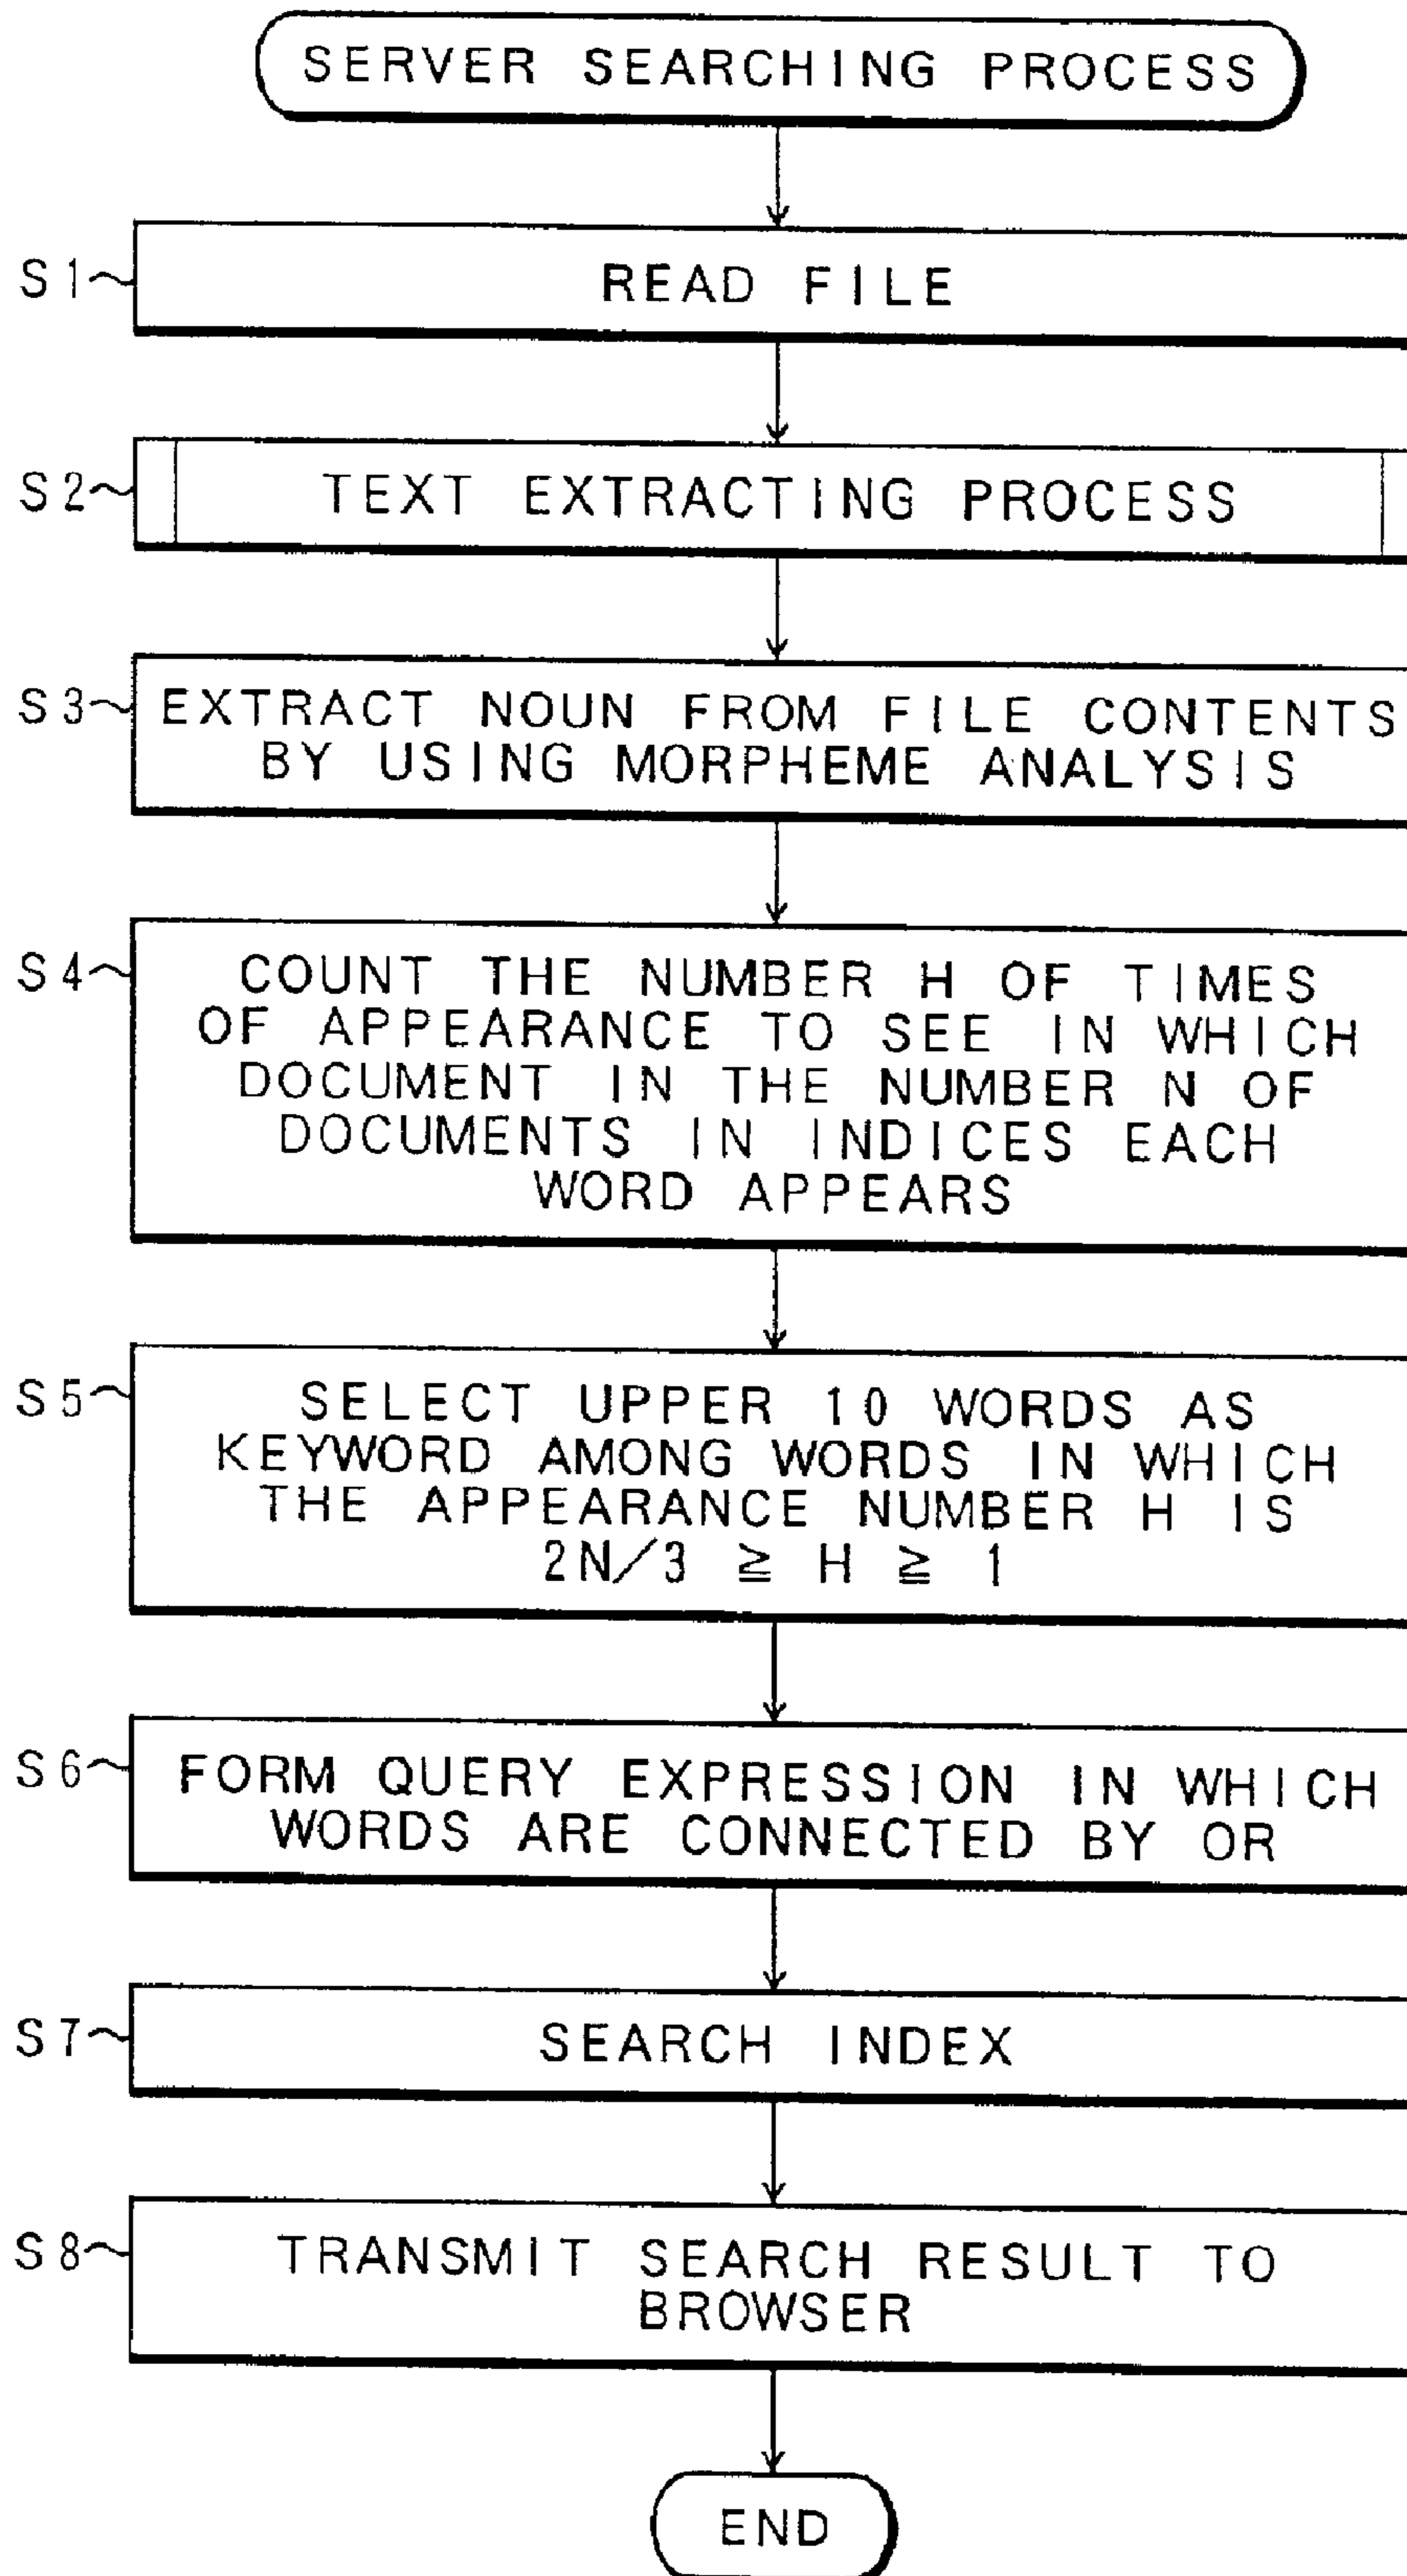 SERVER SEARCHING PROCESS
S1
READ FILE
S2
TEXT EXTRACTING PROCESS
S3
EXTRACT NOUN FROM FILE CONTENTS
BY USING MORPHEME ANALYSIS
S4
COUNT THE NUMBER H OF TIMES
OF APPEARANCE TO SEE IN WHICH
DOCUMENT IN THE NUMBER N OF
DOCUMENTS IN INDICES EACH
WORD APPEARS
S5
SELECT UPPER 10 WORDS AS
KEYWORD AMONG WORDS IN WHICH
THE APPEARANCE NUMBER H IS
2N/3 ≧ H ≧ 1
S6
FORM QUERY EXPRESSION IN WHICH
WORDS ARE CONNECTED BY OR
S7
SEARCH INDEX
S8
TRANSMIT SEARCH RESULT TO
BROWSER
END